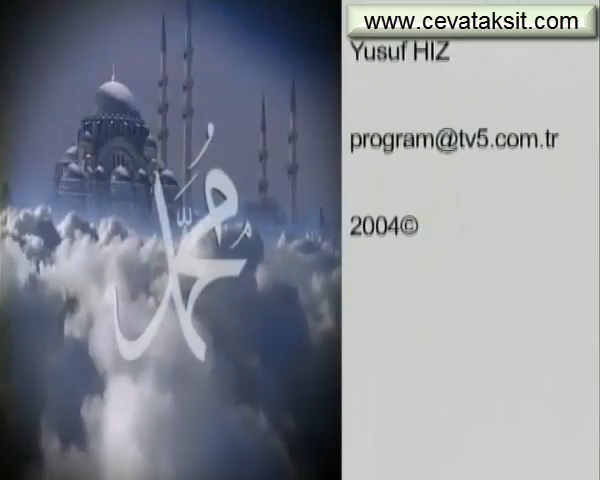 www.cevataksit.com
Yusuf HIZ
program@tv5.com.tr
2004©
محمد